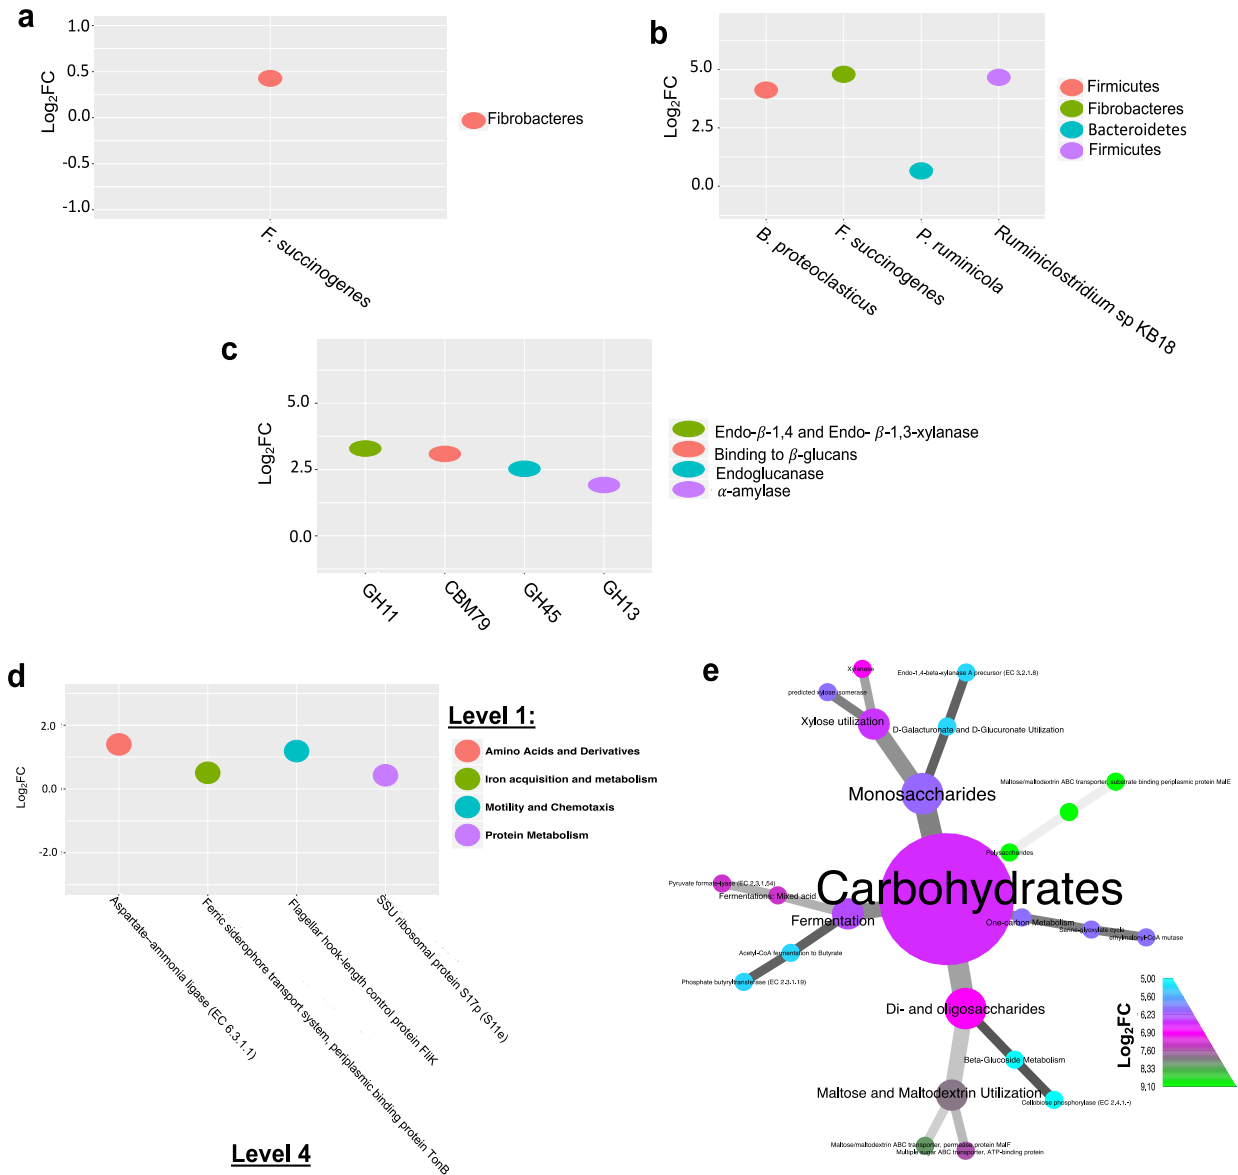 a
1.0
0.5
0.0
-0.5
-1.0
Log2FC
F. succinogenes
Fibrobacteres
b
5.0
2.5
0.0
Log2FC
B. proteoclasticus
F. succinogenes
P. ruminicola
Ruminiclostridium sp KB18
Firmicutes
Fibrobacteres
Bacteroidetes
Firmicutes
c
5.0
2.5
0.0
Log2FC
GH11
CBM79
GH45
GH13
Endo-β-1,4 and Endo- β-1,3-xylanase
Binding to β-glucans
Endoglucanase
α-amylase
d
2.0
0.0
-2.0
Log2FC
Aspartate--ammonia ligase (EC 6.3.1.1)
Ferric siderophore transport system, periplasmic binding protein TonB
Flagellar hook-length control protein FliK
SSU ribosomal protein S17p (S11e)
Level 4
Level 1:
Amino Acids and Derivatives
Iron acquisition and metabolism
Motility and Chemotaxis
Protein Metabolism
e
Xylanase
predicted xylose isomerase
Xylose utilization
Endo-1,4-beta-xylanase A precursor (EC 3.2.1.8)
D-Galacturonate and D-Glucuronate Utilization
Monosaccharides
Maltose/maltodextrin ABC transporter, substrate binding periplasmic protein MalE
Polysaccharides
Carbohydrates
Pyruvate formate-lyase (EC 2.3.1.54)
Fermentations: Mixed acid
Fermentation
One-carbon Metabolism
Serine-glyoxylate cycle
ethylmalonyl-CoA mutase
Acetyl-CoA fermentation to Butyrate
Phosphate butyryltransferase (EC 2.3.1.19)
Di- and oligosaccharides
Beta-Glucoside Metabolism
Maltose and Maltodextrin Utilization
Cellobiose phosphorylase (EC 2.4.1.-)
Maltose/maltodextrin ABC transporter, permease protein MalF
Multiple sugar ABC transporter, ATP-binding protein
Log2FC
5.00
5.60
6.23
6.90
7.60
8.33
9.10